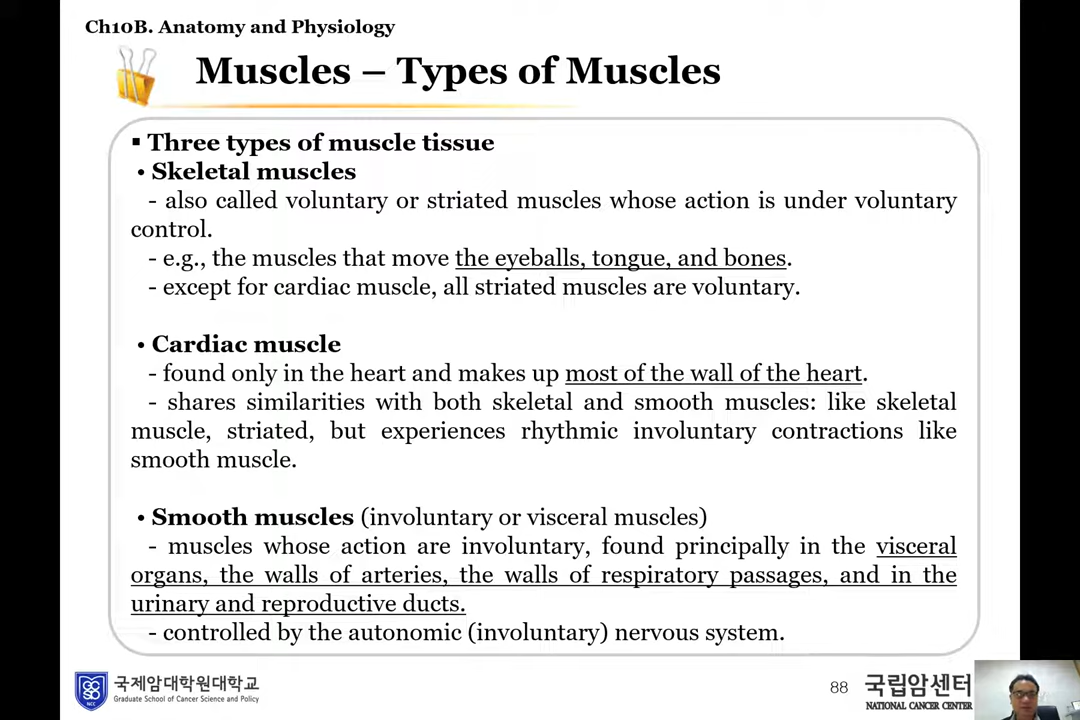 Ch10B. Anatomy and Physiology
Muscles – Types of Muscles
▪ Three types of muscle tissue
• Skeletal muscles
- also called voluntary or striated muscles whose action is under voluntary
control.
- e.g., the muscles that move the eyeballs, tongue, and bones.
- except for cardiac muscle, all striated muscles are voluntary.
• Cardiac muscle
- found only in the heart and makes up most of the wall of the heart.
- shares similarities with both skeletal and smooth muscles: like skeletal
muscle, striated, but experiences rhythmic involuntary contractions like
smooth muscle.
• Smooth muscles (involuntary or visceral muscles)
- muscles whose action are involuntary, found principally in the visceral
organs, the walls of arteries, the walls of respiratory passages, and in the
urinary and reproductive ducts.
- controlled by the autonomic (involuntary) nervous system.
NCC
국제암대학원대학교
Graduate School of Cancer Science and Policy
88
국립암센터
NATIONAL CANCER CENTER